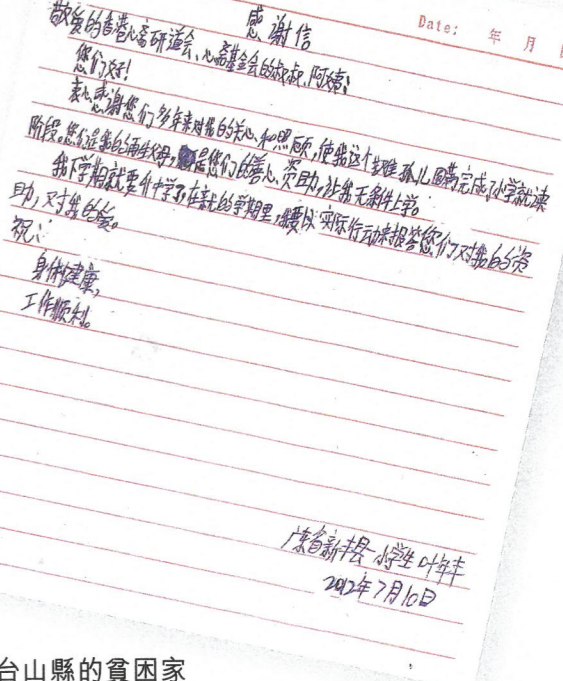 Date: 年 月 日
感谢信
敬爱的香港心斋研道会、心斋基金会的叔叔、阿姨:
您们好!
衷心感谢您们多年来对我的关心和照顾,使我这个孤儿圆满完成了小学就读
阶段。您们是我的再生父母,是您们的善心资助,让我无条件上学。
我下学期就要升中学了,在新的学期里,我要以实际行动来报答您们对我的资
助,对我的爱。
祝:
身体健康,
工作顺利。
广东省新丰县一小学生 叶年丰
2012年7月10日
台山縣的貧困家